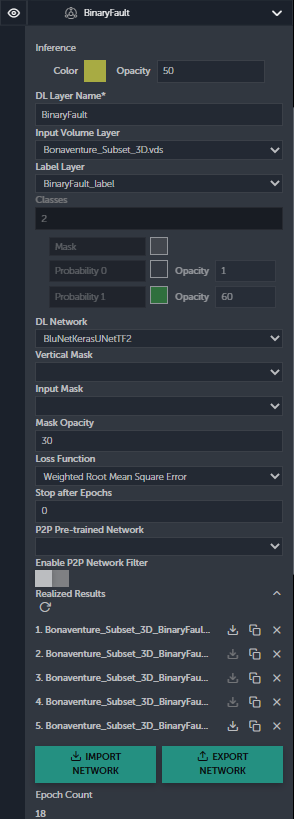 BinaryFault
Inference
Color Opacity 50
DL Layer Name*
BinaryFault
Input Volume Layer
Bonaventure_Subset_3D.vds
Label Layer
BinaryFault_label
Classes
2
Mask
Probability 0 Opacity 1
Probability 1 Opacity 60
DL Network
BluNetKerasUNetTF2
Vertical Mask
Input Mask
Mask Opacity
30
Loss Function
Weighted Root Mean Square Error
Stop after Epochs
0
P2P Pre-trained Network
Enable P2P Network Filter
Realized Results
1. Bonaventure_Subset_3D_BinaryFaul...
2. Bonaventure_Subset_3D_BinaryFau...
3. Bonaventure_Subset_3D_BinaryFau...
4. Bonaventure_Subset_3D_BinaryFau...
5. Bonaventure_Subset_3D_BinaryFau...
IMPORT NETWORK
EXPORT NETWORK
Epoch Count
18